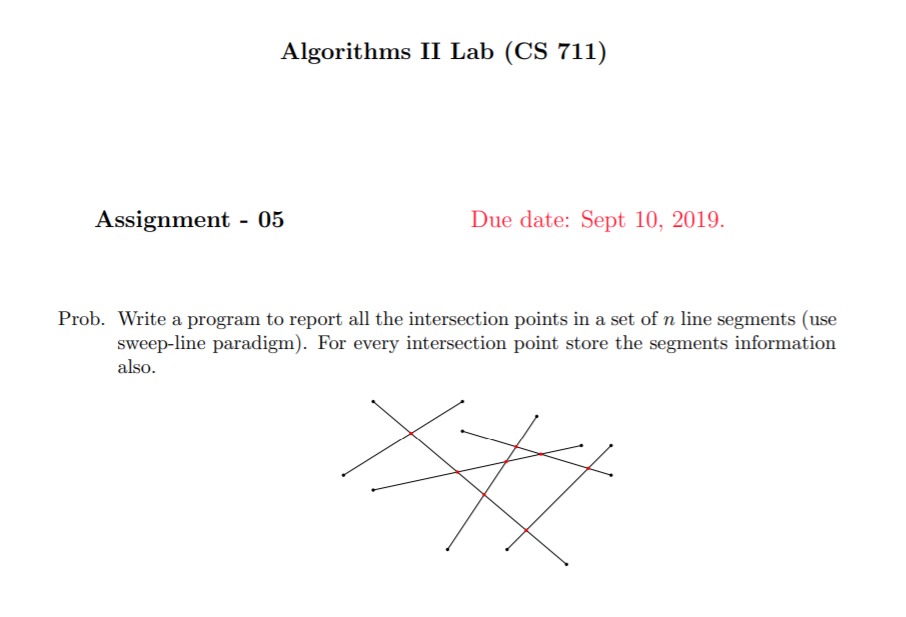 Algorithms II Lab (CS 711)
Assignment - 05 Due date: Sept 10, 2019.
Prob. Write a program to report all the intersection points in a set of n line segments (use
sweep-line paradigm). For every intersection point store the segments information
also.